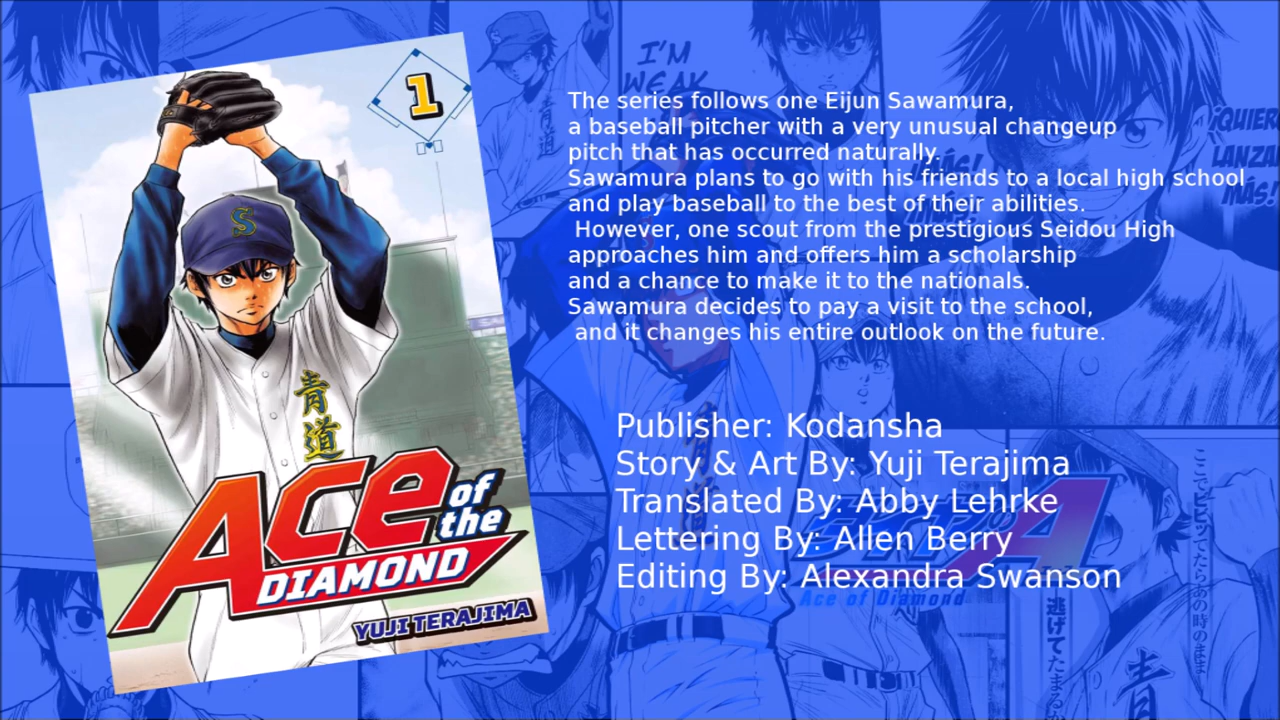 1
青道
S
ACE
of
the
DIAMOND
YUJI TERAJIMA
The series follows one Eijun Sawamura,
a baseball pitcher with a very unusual changeup
pitch that has occurred naturally.
Sawamura plans to go with his friends to a local high school
and play baseball to the best of their abilities.
However, one scout from the prestigious Seidou High
approaches him and offers him a scholarship
and a chance to make it to the nationals.
Sawamura decides to pay a visit to the school,
and it changes his entire outlook on the future.
Publisher: Kodansha
Story & Art By: Yuji Terajima
Translated By: Abby Lehrke
Lettering By: Allen Berry
Editing By: Alexandra Swanson
I'M
WEAK
¡QUIER
LANZA
MÁS!
MÁS!
Ace of Diamond
青